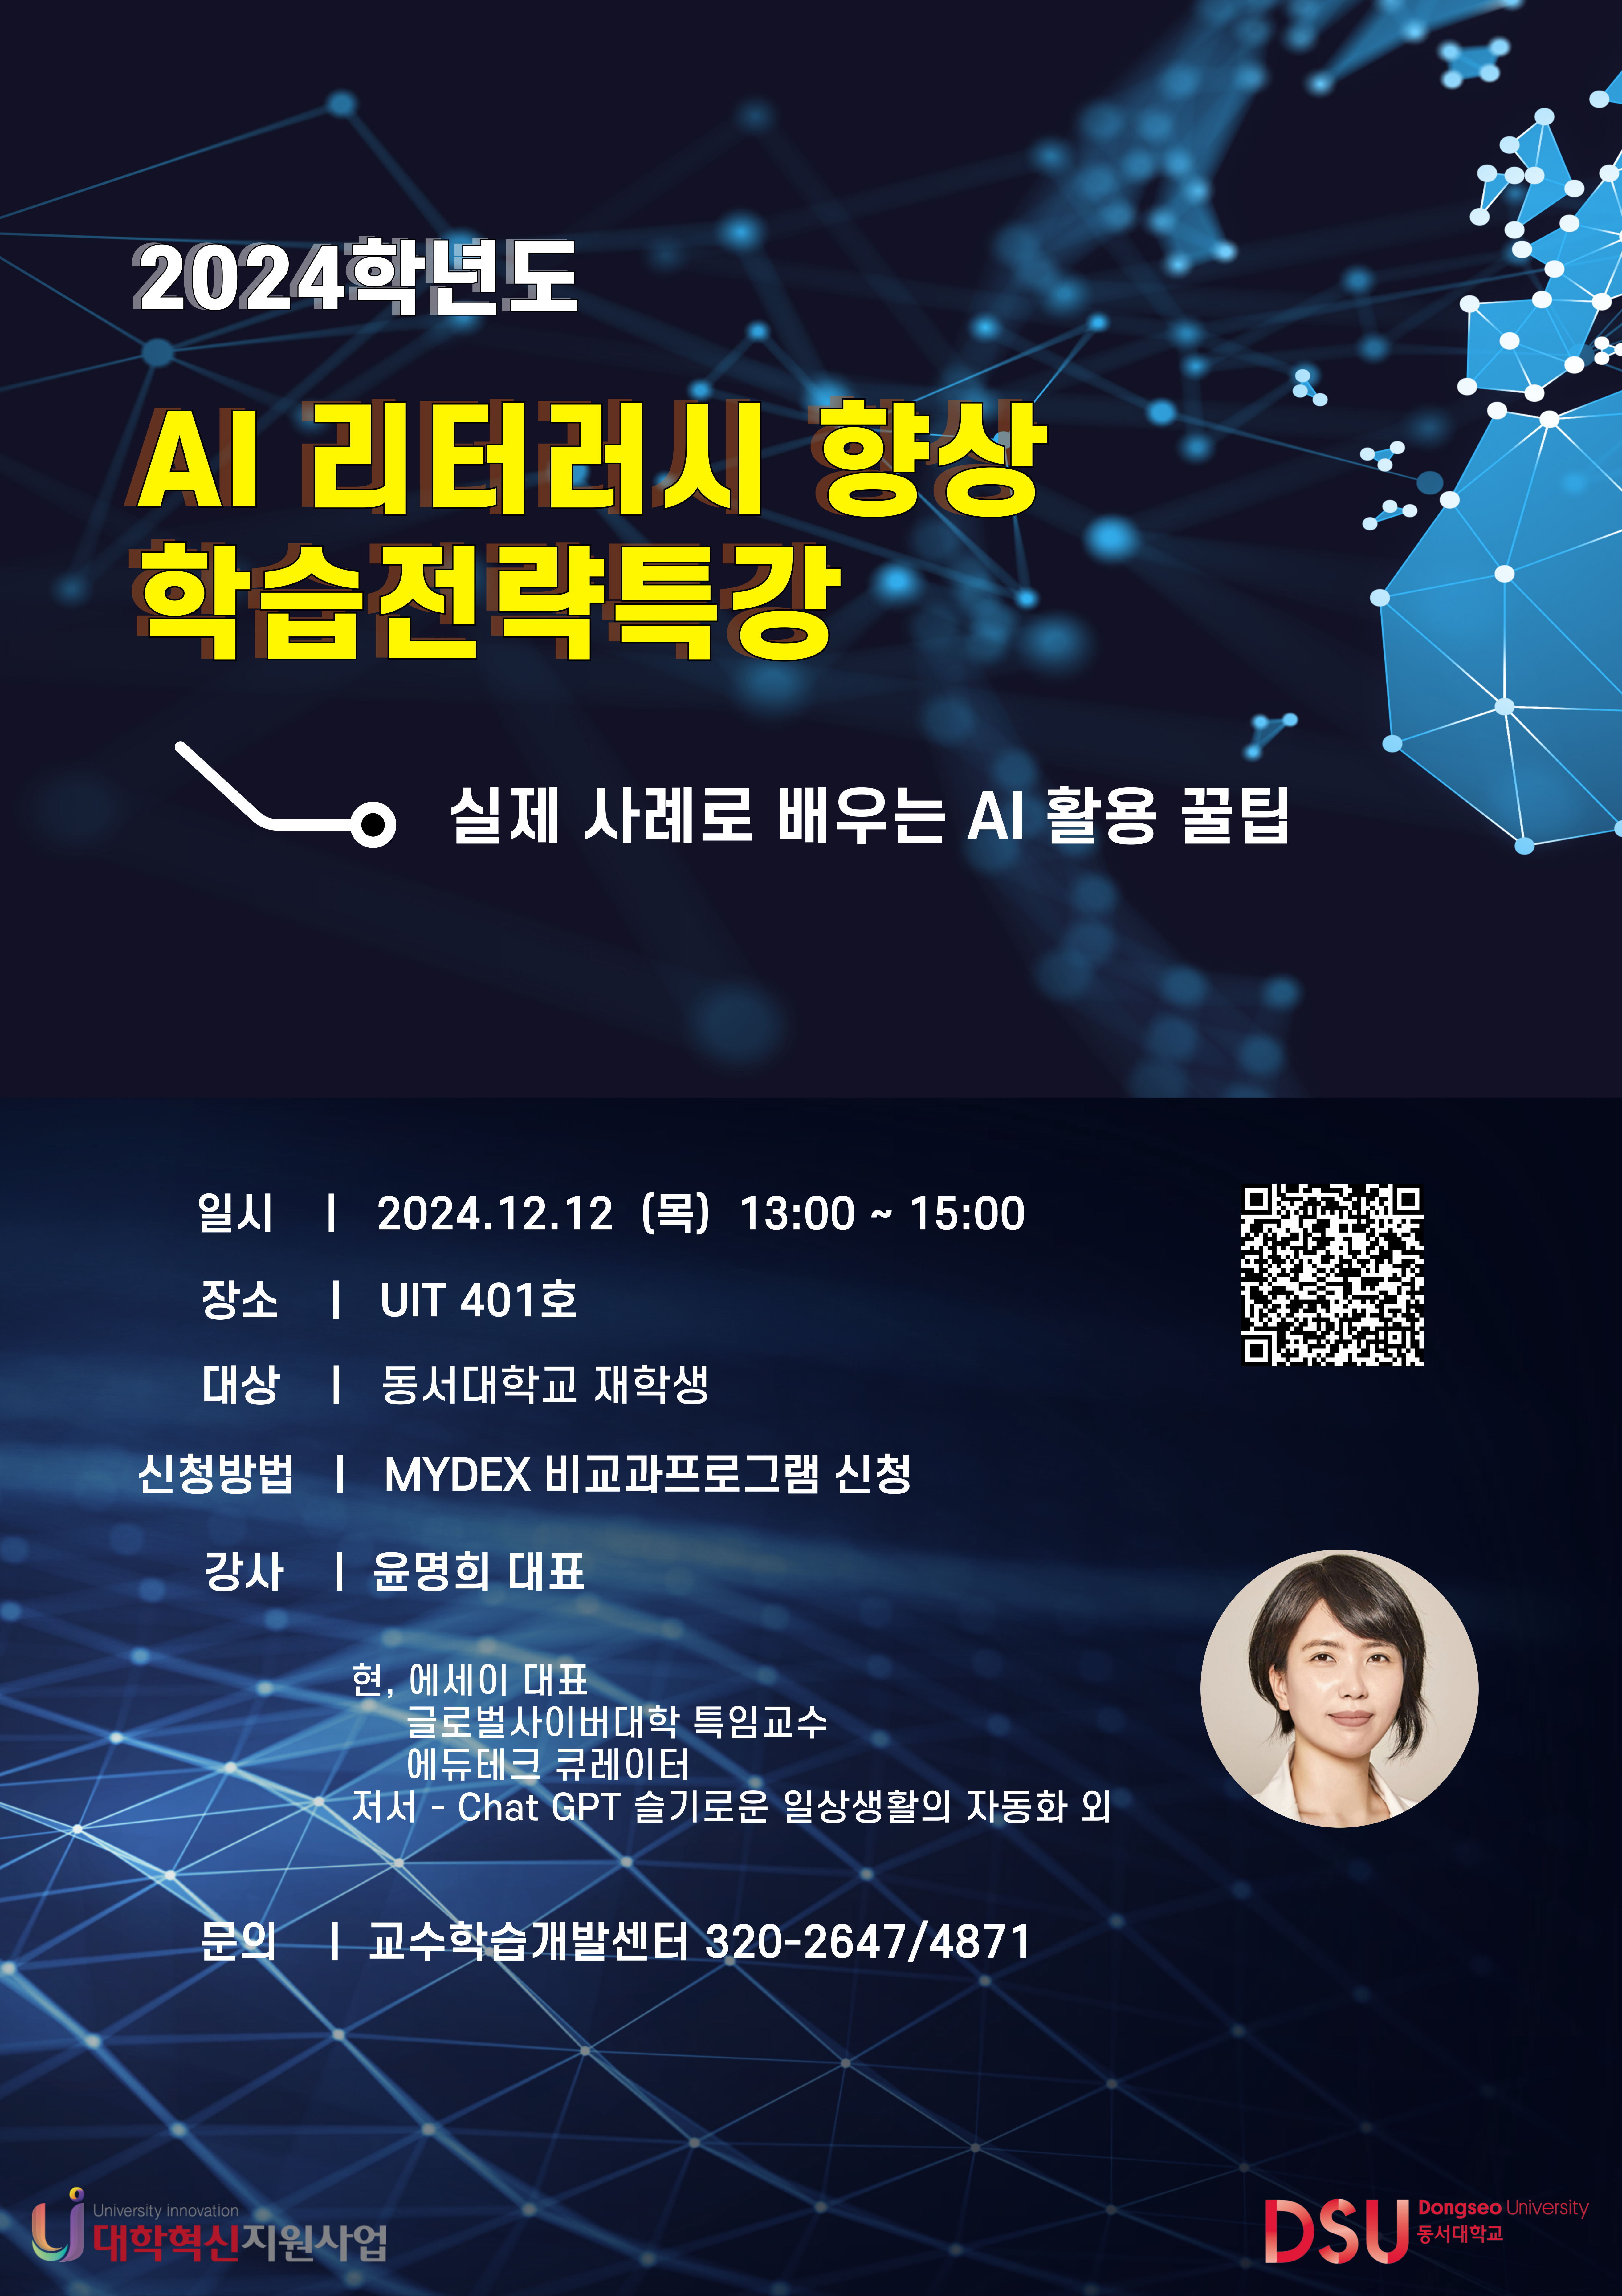 2024학년도
AI 리터러시 향상
학습전략특강
실제 사례로 배우는 AI 활용 꿀팁
일시 | 2024.12.12 (목) 13:00 ~ 15:00
장소 | UIT 401호
대상 | 동서대학교 재학생
신청방법 | MYDEX 비교과프로그램 신청
강사 | 윤명희 대표
현, 에세이 대표
글로벌사이버대학 특임교수
에듀테크 큐레이터
저서 - Chat GPT 슬기로운 일상생활의 자동화 외
문의 | 교수학습개발센터 320-2647/4871
University Innovation
대학혁신지원사업
DSU Dongseo University
동서대학교